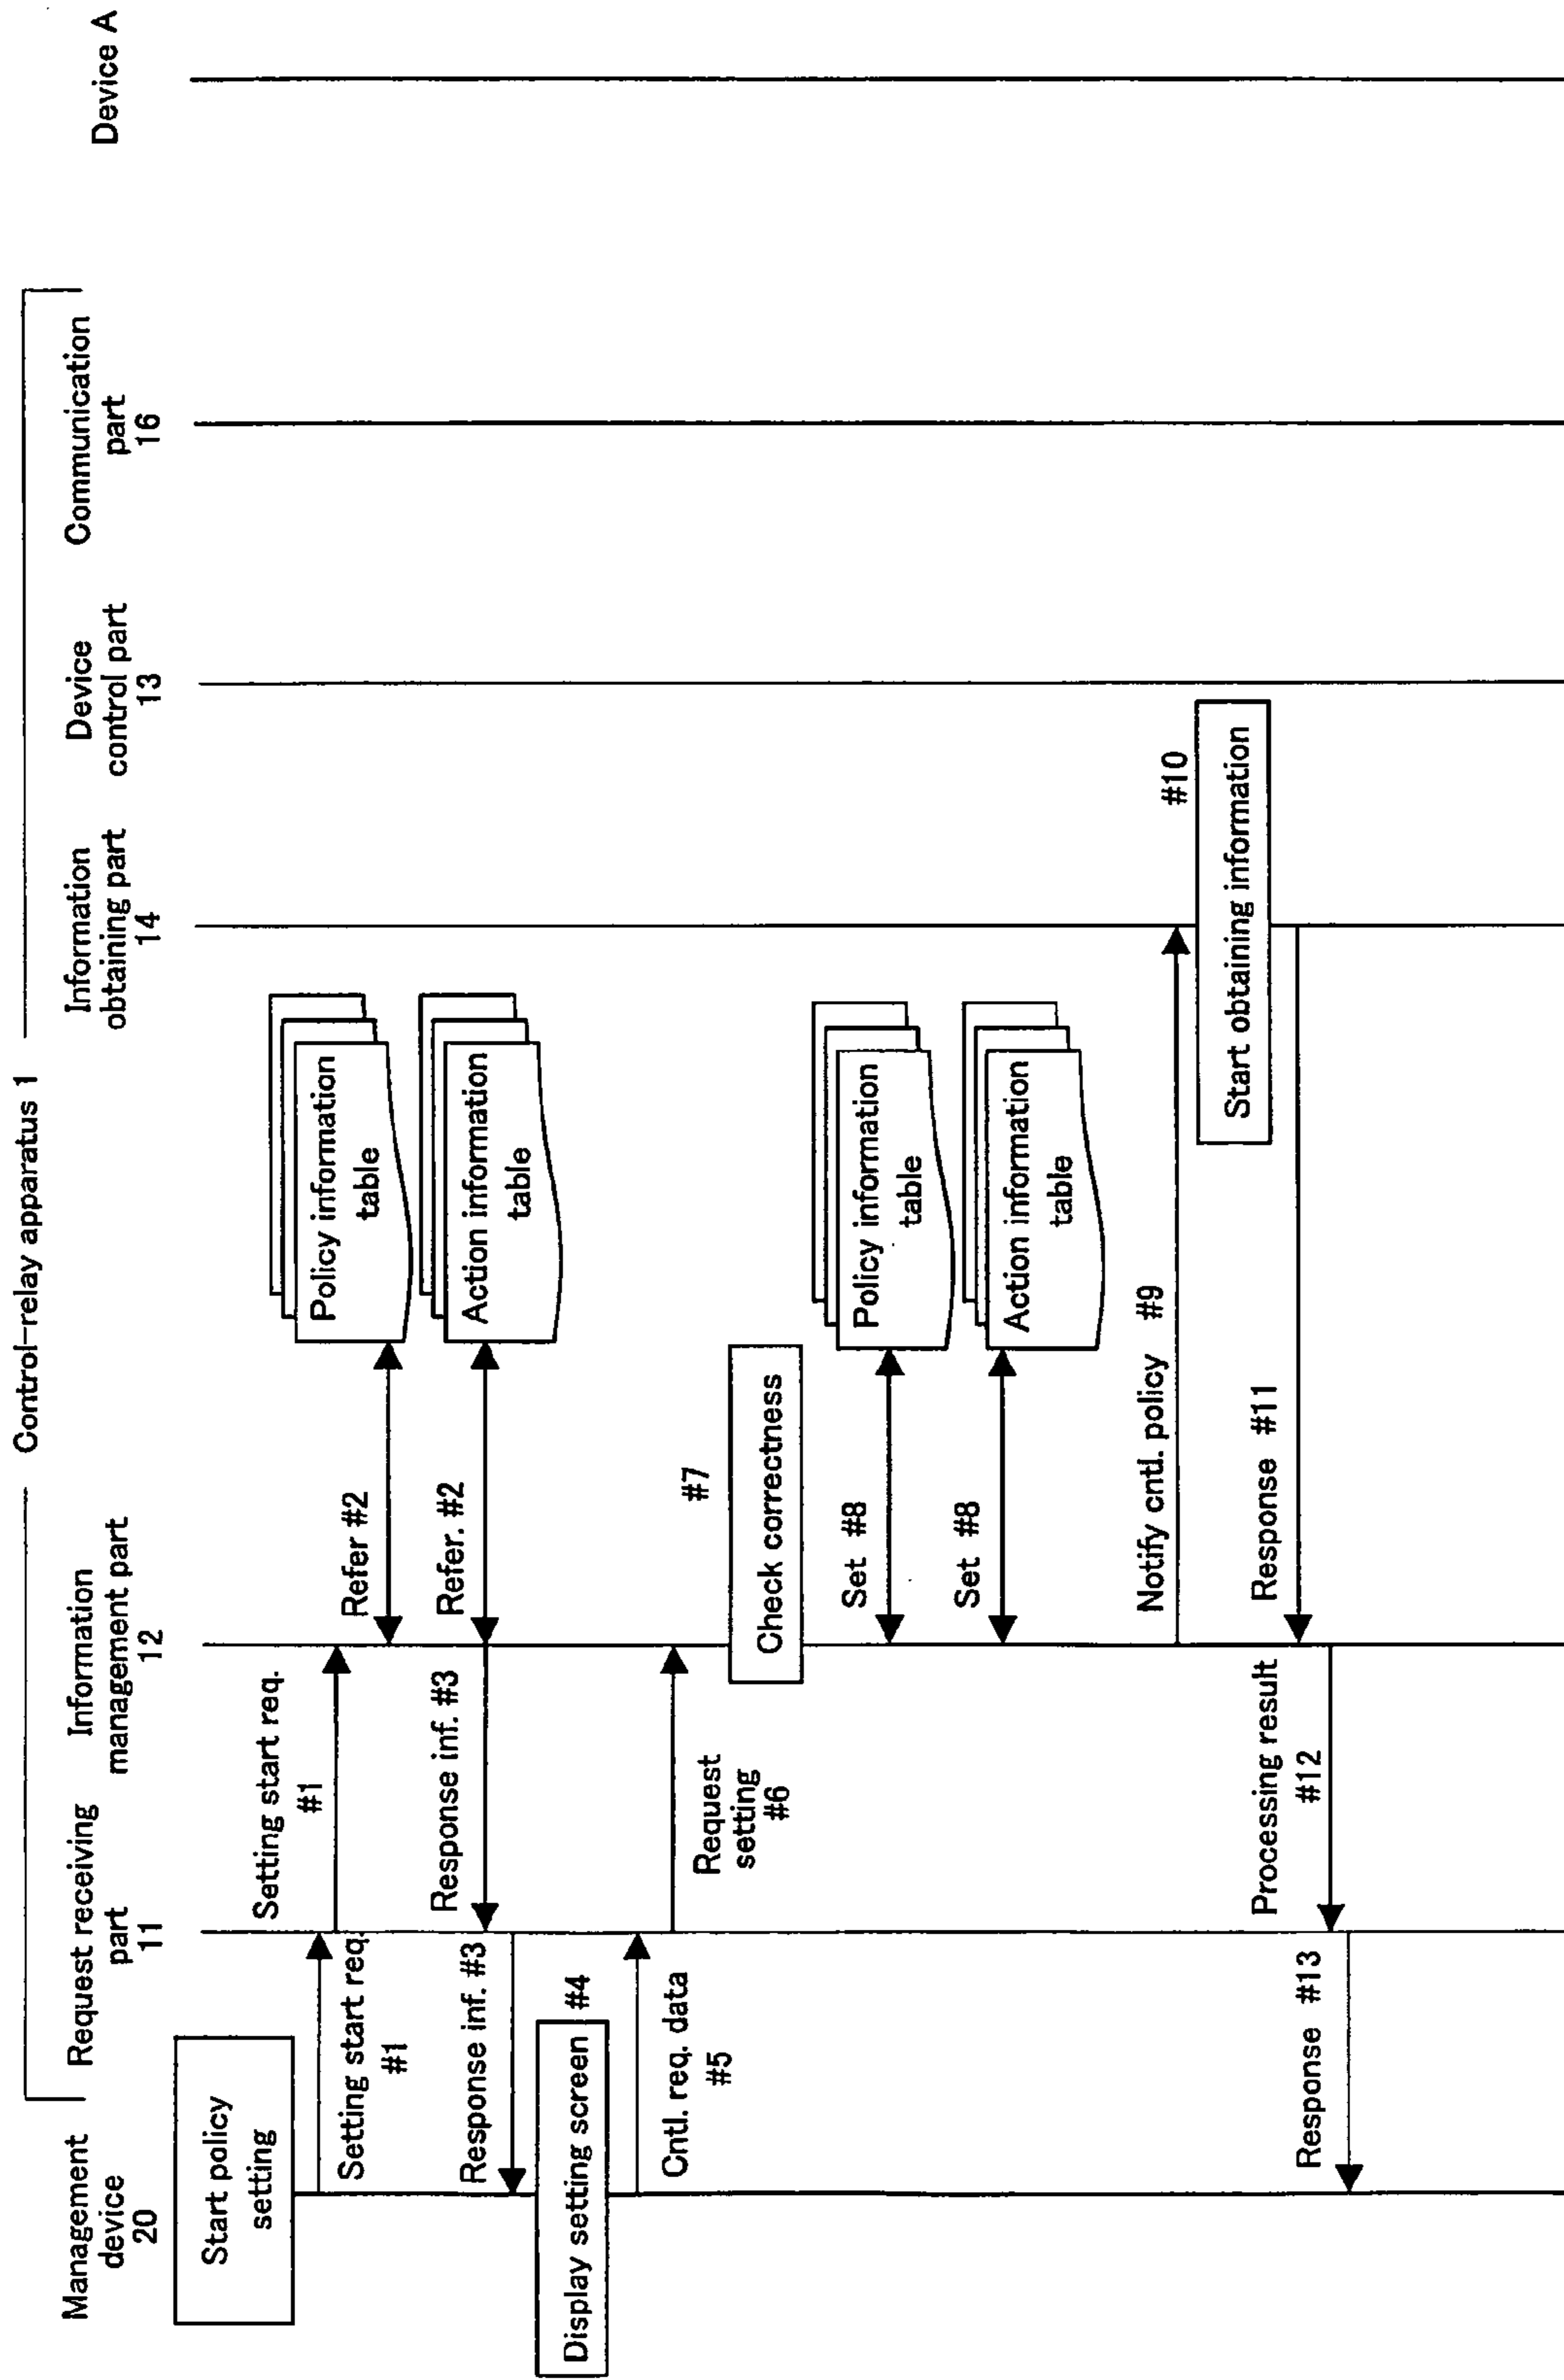 Control-relay apparatus 1
Management
device
20
Request receiving
part
11
Information
management part
12
Information
obtaining part
14
Device
control part
13
Communication
part
16
Device A
Start policy
setting
Setting start req.
#1
Setting start req.
#1
Refer #2
Policy information
table
Refer. #2
Action information
table
Response inf. #3
Response inf. #3
Display setting screen
#4
Cntl. req. data
#5
Request
setting
#6
#7
Check correctness
Set #8
Policy information
table
Set #8
Action information
table
Notify cntl. policy #9
#10
Start obtaining information
Response #11
Processing result
#12
Response #13